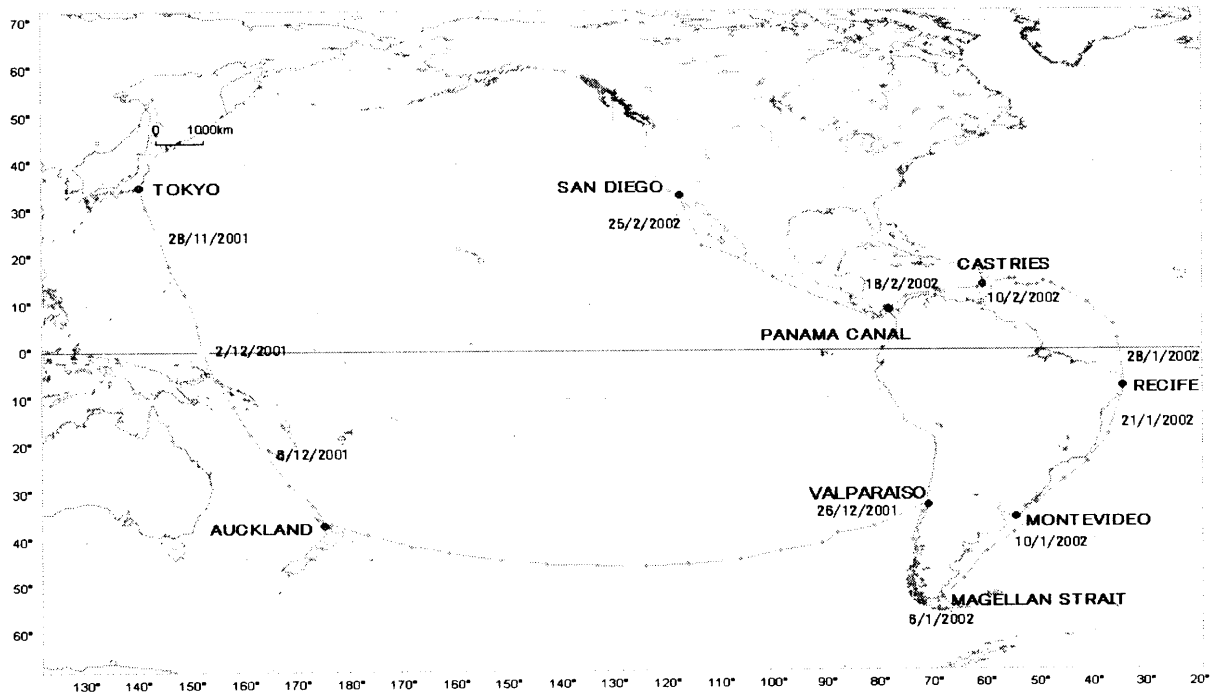 70°
60°
50°
40°
30°
20°
10°
0°
10°
20°
30°
40°
50°
60°
0 1000km
TOKYO
28/11/2001
2/12/2001
8/12/2001
AUCKLAND
SAN DIEGO
25/2/2002
CASTRIES
18/2/2002
10/2/2002
PANAMA CANAL
28/1/2002
RECIFE
21/1/2002
VALPARAISO
26/12/2001
MONTEVIDEO
10/1/2002
MAGELLAN STRAIT
6/1/2002
130° 140° 150° 160° 170° 180° 170° 160° 150° 140° 130° 120° 110° 100° 90° 80° 70° 60° 50° 40° 30° 20°